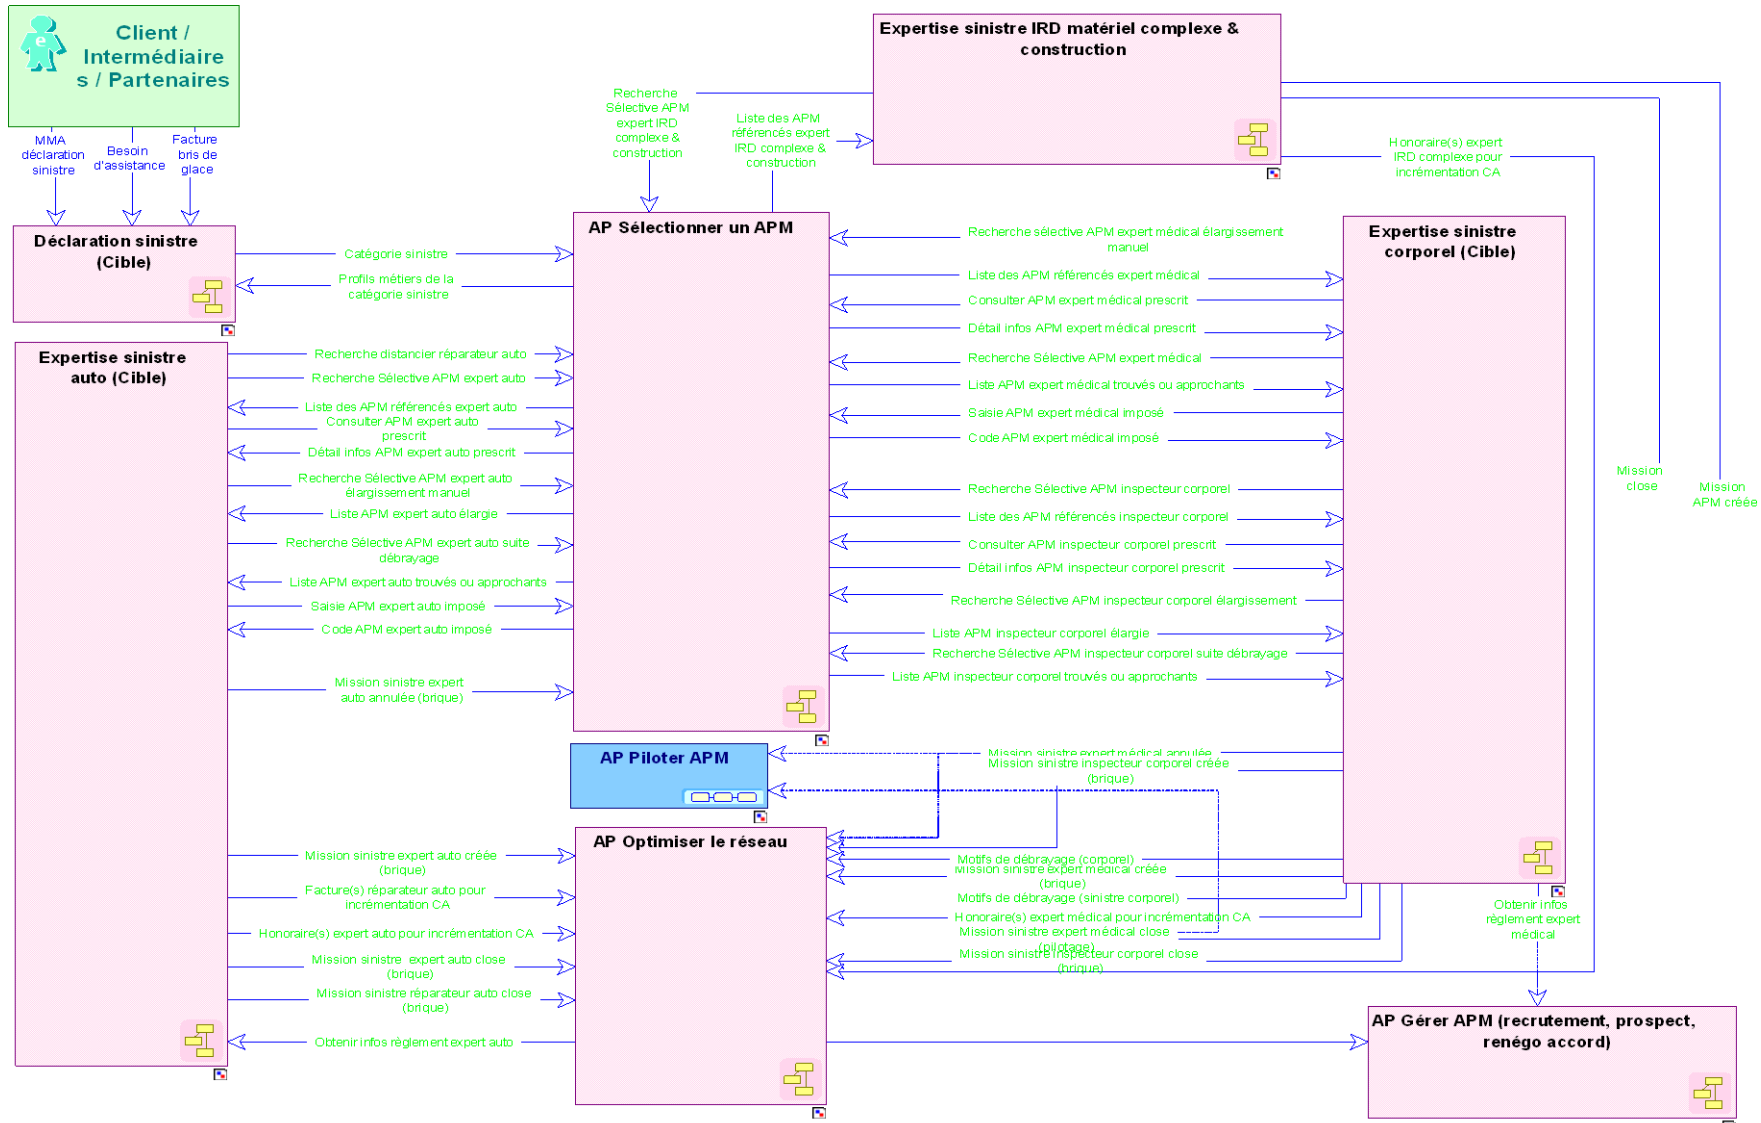 Client /
Intermédiaire
s / Partenaires
MMA
déclaration
sinistre
Besoin
d'assistance
Facture
bris de
glace
Expertise sinistre IRD matériel complexe &
construction
Recherche
Sélective APM
expert IRD
complexe &
construction
Liste des APM
référencés expert
IRD complexe &
construction
Honoraire(s) expert
IRD complexe pour
incrémentation CA
Mission
close
Mission
APM créée
Déclaration sinistre
(Cible)
Catégorie sinistre
Profils métiers de la
catégorie sinistre
AP Sélectionner un APM
Expertise sinistre
corporel (Cible)
Recherche sélective APM expert médical élargissement
manuel
Liste des APM référencés expert médical
Consulter APM expert médical prescrit
Détail infos APM expert médical prescrit
Recherche Sélective APM expert médical
Liste APM expert médical trouvés ou approchants
Saisie APM expert médical imposé
Code APM expert médical imposé
Recherche Sélective APM inspecteur corporel
Liste des APM référencés inspecteur corporel
Consulter APM inspecteur corporel prescrit
Détail infos APM inspecteur corporel prescrit
Recherche Sélective APM inspecteur corporel élargissement
Liste APM inspecteur corporel élargie
Recherche Sélective APM inspecteur corporel suite débrayage
Liste APM inspecteur corporel trouvés ou approchants
Expertise sinistre
auto (Cible)
Recherche distancier réparateur auto
Recherche Sélective APM expert auto
Liste des APM référencés expert auto
Consulter APM expert auto
prescrit
Détail infos APM expert auto prescrit
Recherche Sélective APM expert auto
élargissement manuel
Liste APM expert auto élargie
Recherche Sélective APM expert auto suite
débrayage
Liste APM expert auto trouvés ou approchants
Saisie APM expert auto imposé
Code APM expert auto imposé
Mission sinistre expert
auto annulée (brique)
AP Piloter APM
Mission sinistre expert médical annulée
Mission sinistre inspecteur corporel créée
(brique)
AP Optimiser le réseau
Mission sinistre expert auto créée
(brique)
Facture(s) réparateur auto pour
incrémentation CA
Honoraire(s) expert auto pour incrémentation CA
Mission sinistre  expert auto close
(brique)
Mission sinistre réparateur auto close
(brique)
Obtenir infos règlement expert auto
Motifs de débrayage (corporel)
Mission sinistre expert médical créée
(brique)
Motifs de débrayage (sinistre corporel)
Honoraire(s) expert médical pour incrémentation CA
Mission sinistre expert médical close
(pilotage)
Mission sinistre inspecteur corporel close
(brique)
Obtenir infos
règlement expert
médical
AP Gérer APM (recrutement, prospect,
renégo accord)